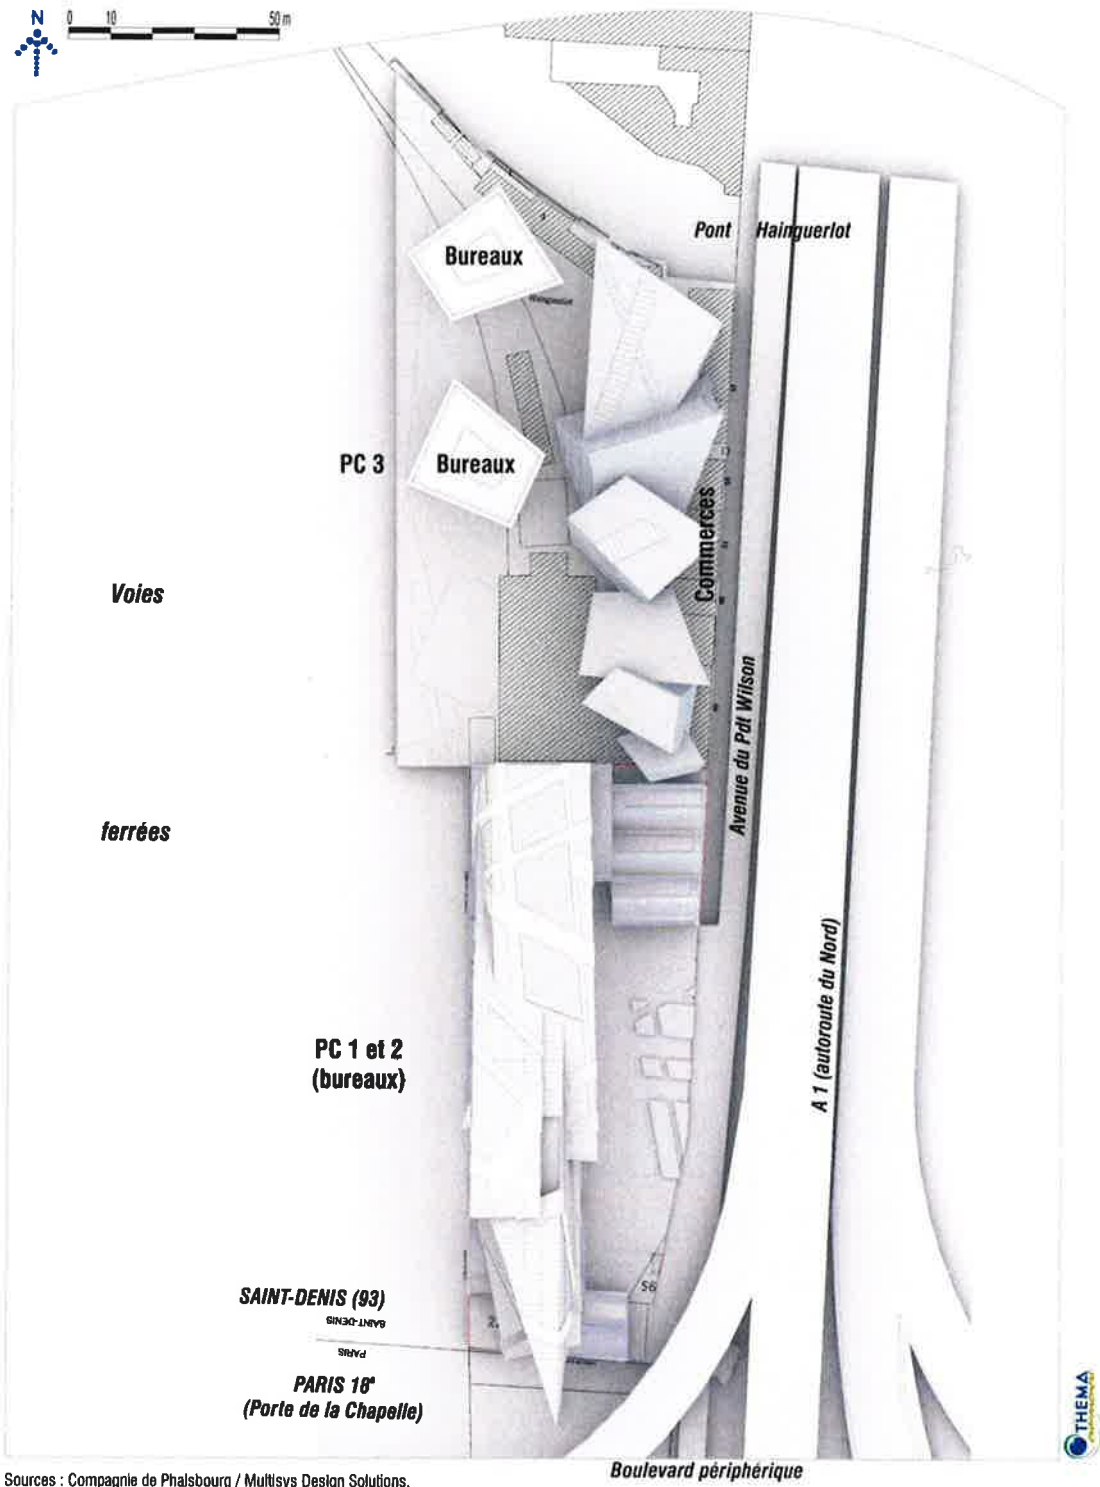 N
0 10 50 m
Pont Hainguerlot
Bureaux
Hainguerlot
PC 3
Bureaux
Commerces
Voies
Avenue du Pdt Wilson
ferrées
A 1 (autoroute du Nord)
PC 1 et 2
(bureaux)
56
SAINT-DENIS (93)
SAINT-DENIS
PARIS
PARIS 18e
(Porte de la Chapelle)
THEMA
Boulevard périphérique
Sources : Compagnie de Phalsbourg / Multisys Design Solutions.